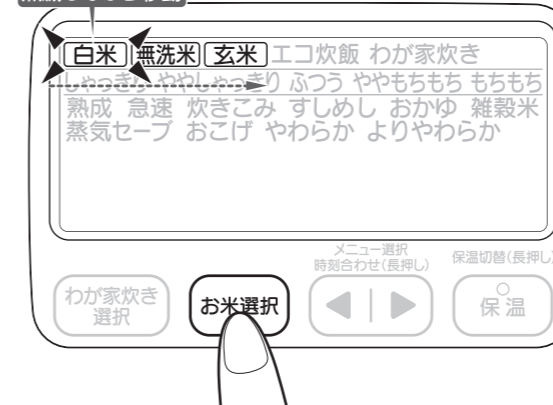 白米 無洗米 玄米 エコ炊飯 わが家炊き
しゃっきり ややしゃっきり ふつう ややもちもち もちもち
熟成 急速 炊きこみ すしめし おかゆ 雑穀米
蒸気セーブ おこげ やわらか よりやわらか
メニュー選択
時刻合わせ(長押し)
保温切替(長押し)
わが家炊き
選択
お米選択
保温